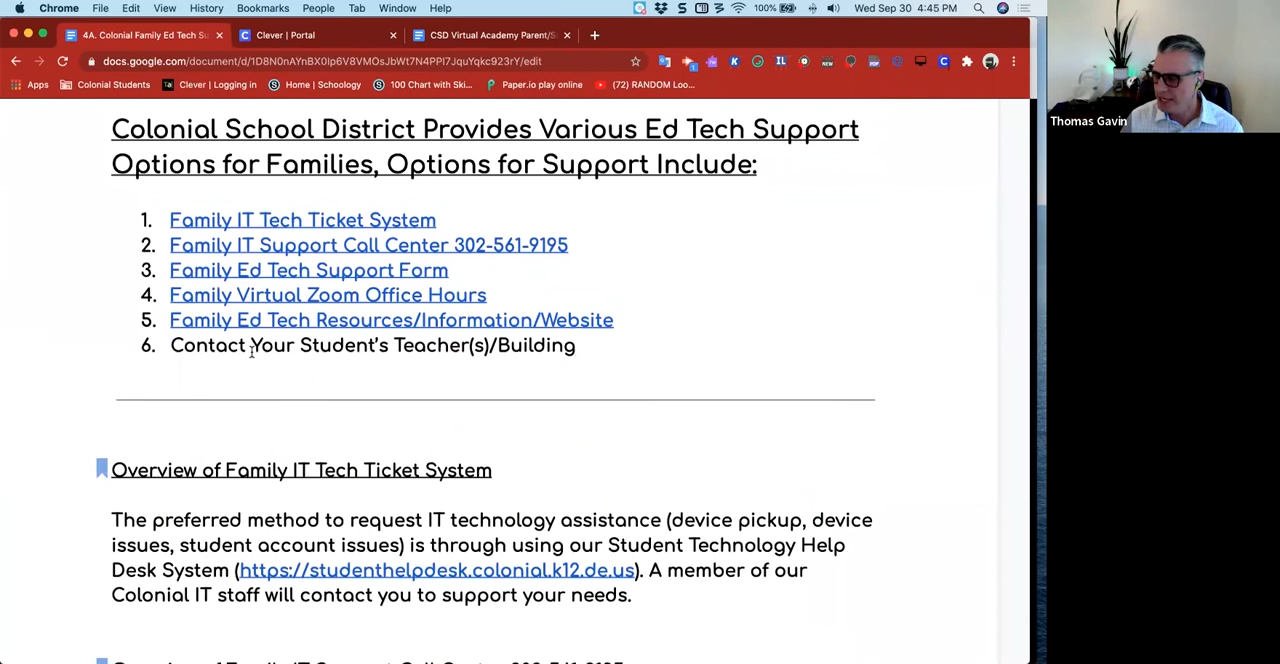 Chrome File Edit View History Bookmarks People Tab Window Help 100% Wed Sep 30 4:45 PM
4A. Colonial Family Ed Tech Su Clever | Portal CSD Virtual Academy Parent/S
docs.google.com/document/d/1D8N0nAYnBX0lp6V8VMOsJbWt7N4PPl7JquYqkc923rY/edit
Apps Colonial Students Clever | Logging in Home | Schoology 100 Chart with Ski... Paper.io play online (72) RANDOM Loo...
Thomas Gavin
Colonial School District Provides Various Ed Tech Support
Options for Families, Options for Support Include:
1. Family IT Tech Ticket System
2. Family IT Support Call Center 302-561-9195
3. Family Ed Tech Support Form
4. Family Virtual Zoom Office Hours
5. Family Ed Tech Resources/Information/Website
6. Contact Your Student's Teacher(s)/Building
Overview of Family IT Tech Ticket System
The preferred method to request IT technology assistance (device pickup, device
issues, student account issues) is through using our Student Technology Help
Desk System (https://studenthelpdesk.colonial.k12.de.us). A member of our
Colonial IT staff will contact you to support your needs.